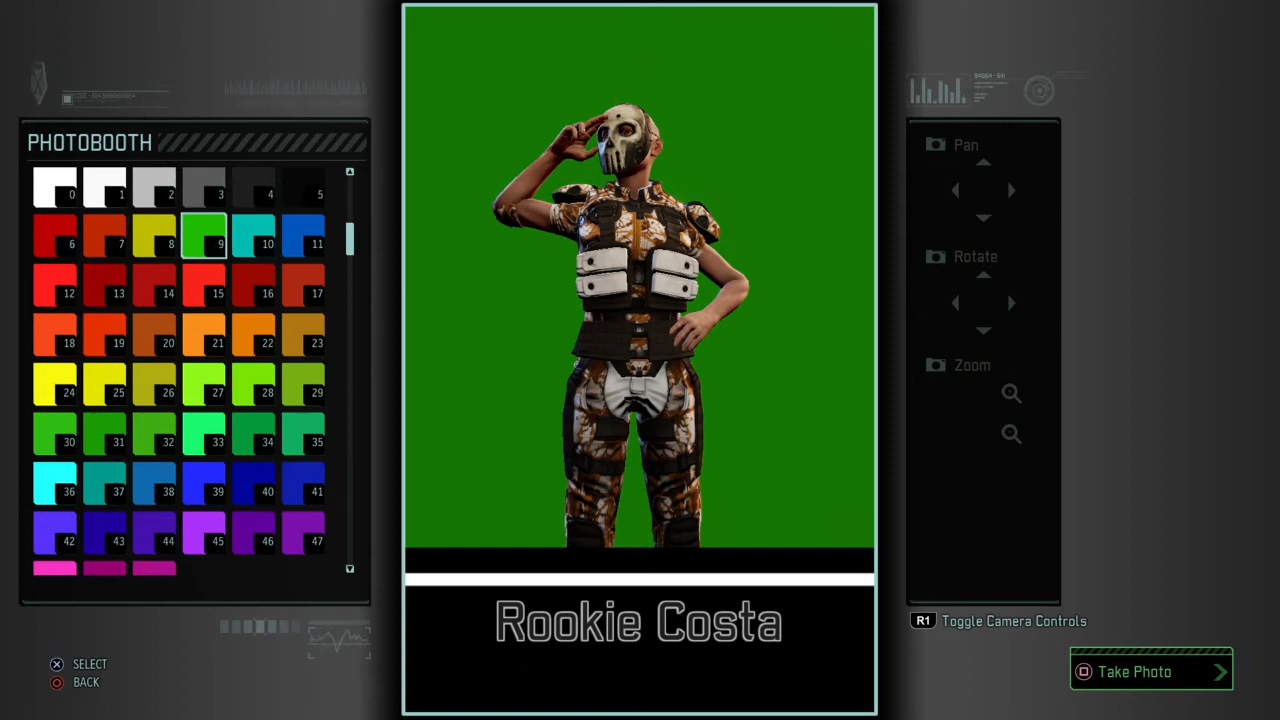 PHOTOBOOTH
0 1 2 3 4 5
6 7 8 9 10 11
12 13 14 15 16 17
18 19 20 21 22 23
24 25 26 27 28 29
30 31 32 33 34 35
36 37 38 39 40 41
42 43 44 45 46 47
SELECT
BACK
Rookie Costa
Pan
Rotate
Zoom
R1 Toggle Camera Controls
Take Photo